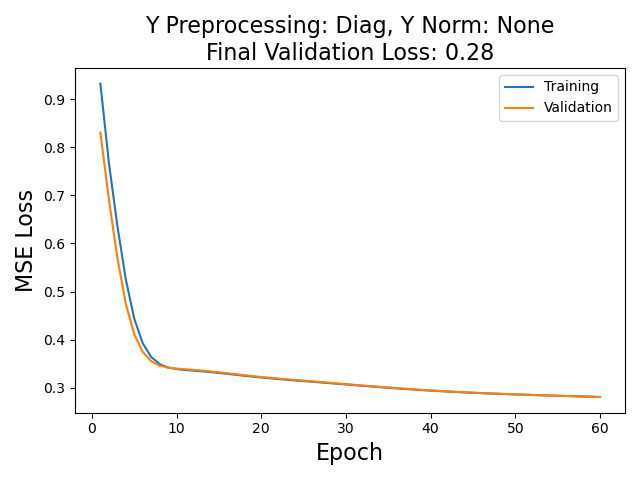 Y Preprocessing: Diag, Y Norm: None
Final Validation Loss: 0.28
Training
Validation
MSE Loss
0.9
0.8
0.7
0.6
0.5
0.4
0.3
0
10
20
30
40
50
60
Epoch